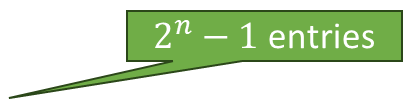 $2^n - 1$ entries